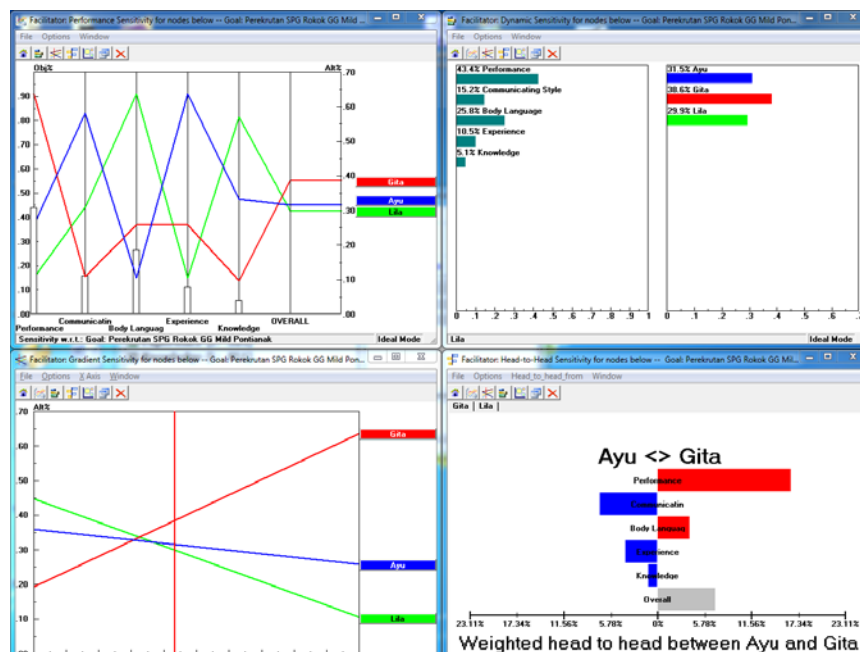 Facilitator: Performance Sensitivity for nodes below -- Goal: Perekrutan SPG Rokok GG Mil...
File Options Window
Obj%
Alt%
.90
.80
.70
.60
.50
.40
.30
.20
.10
.00
.70
.60
.50
.40
.30
.20
.10
.00
Gita
Ayu
Lila
Communicatin Experience OVERALL
Performance Body Languag Knowledge
Sensitivity w.r.t.: Goal: Perekrutan SPG Rokok GG Mild Pontianak Ideal Mode
Facilitator: Dynamic Sensitivity for nodes below -- Goal: Perekrutan SPG Rokok GG Mild Pon...
File Options Window
43.4% Performance
15.2% Communicating Style
25.8% Body Language
10.5% Experience
5.1% Knowledge
0 .1 .2 .3 .4 .5 .6 .7 .8 .9 1
31.5% Ayu
38.6% Gita
29.9% Lila
0 .1 .2 .3 .4 .5 .6 .7 .8
Lila Ideal Mode
Facilitator: Gradient Sensitivity for nodes below -- Goal: Perekrutan SPG Rokok GG Mild Pon...
File Options X Axis Window
Alt%
.70
.60
.50
.40
.30
.20
.10
Gita
Ayu
Lila
Facilitator: Head-to-Head Sensitivity for nodes below -- Goal: Perekrutan SPG Rokok GG Mil...
File Options Head_to_head_from Window
Gita | Lila |
Ayu <> Gita
Performance
Communicatin
Body Languag
Experience
Knowledge
Overall
23.11% 17.34% 11.56% 5.78% 0% 5.78% 11.56% 17.34% 23.11%
Weighted head to head between Ayu and Gita